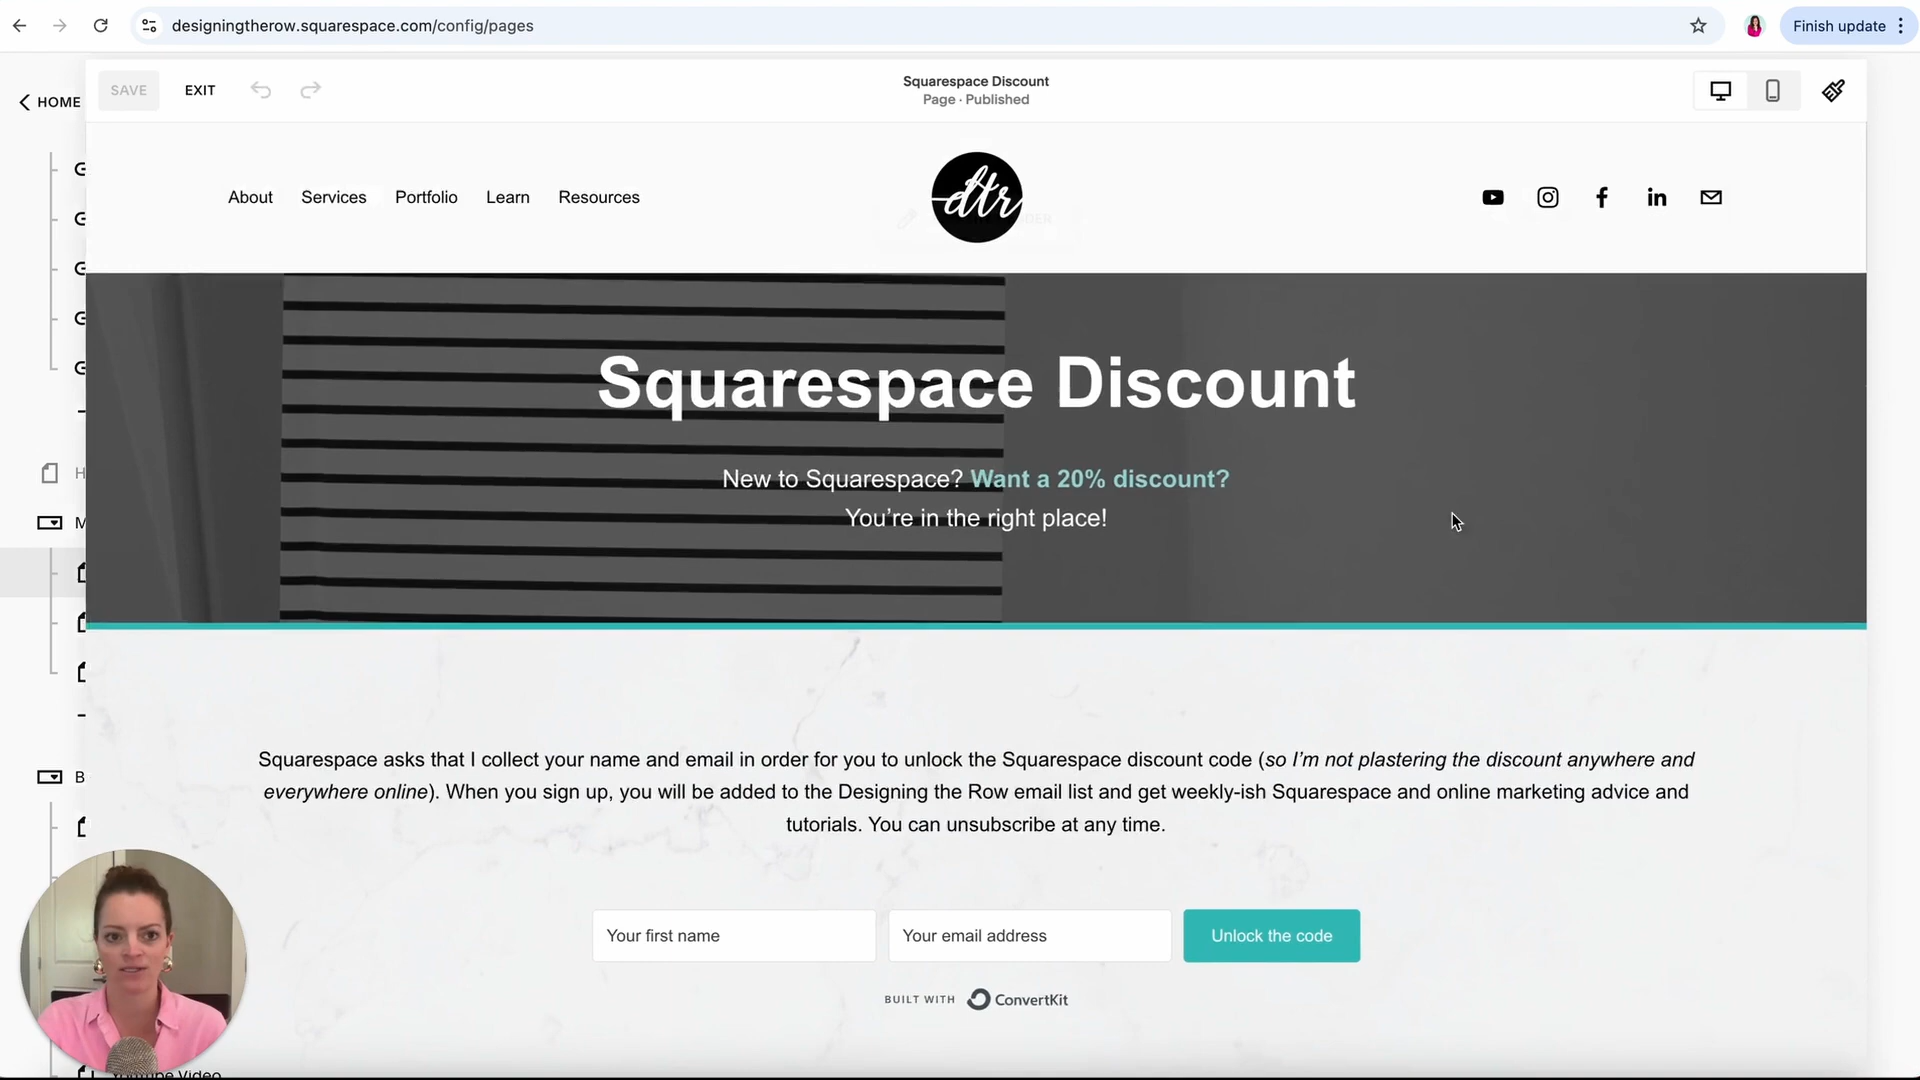 designingtherow.squarespace.com/config/pages
Finish update
HOME
SAVE
EXIT
Squarespace Discount
Page · Published
About
Services
Portfolio
Learn
Resources
dtr
Squarespace Discount
New to Squarespace? Want a 20% discount?
You’re in the right place!
Squarespace asks that I collect your name and email in order for you to unlock the Squarespace discount code (so I’m not plastering the discount anywhere and
everywhere online). When you sign up, you will be added to the Designing the Row email list and get weekly-ish Squarespace and online marketing advice and
tutorials. You can unsubscribe at any time.
Your first name
Your email address
Unlock the code
BUILT WITH
ConvertKit
YouTube Video